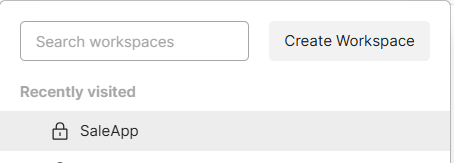 Search workspaces
Create Workspace
Recently visited
SaleApp